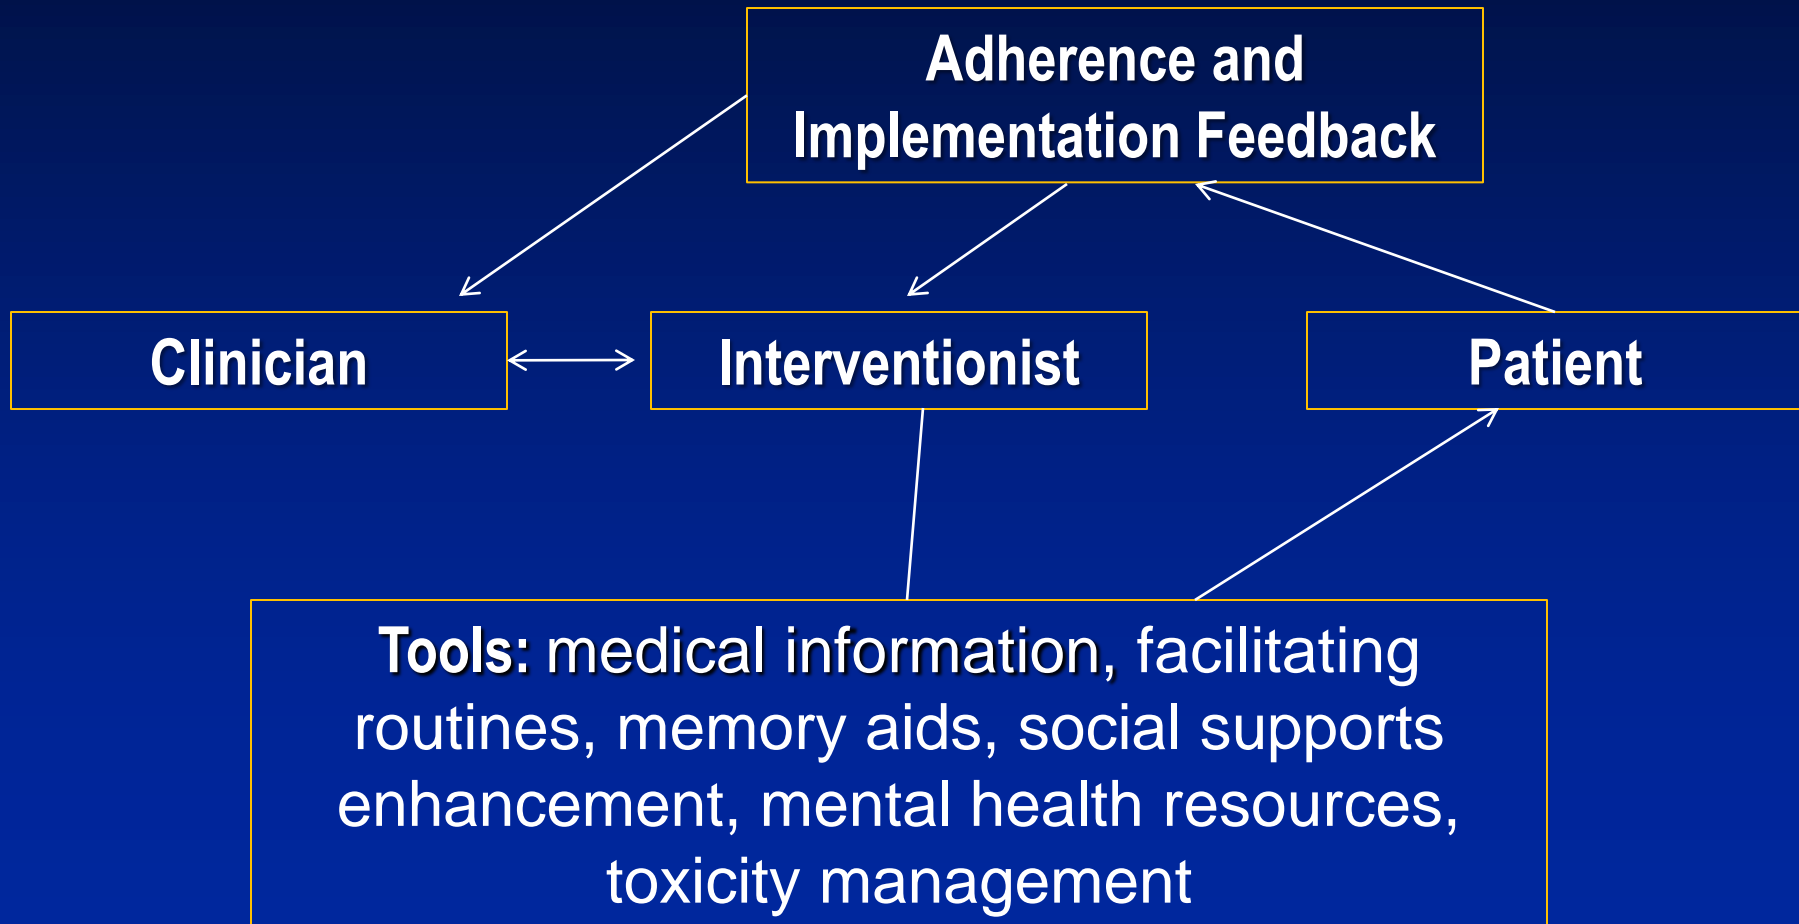 Adherence and
Implementation Feedback
Clinician
Interventionist
Patient
Tools: medical information, facilitating
routines, memory aids, social supports
enhancement, mental health resources,
toxicity management